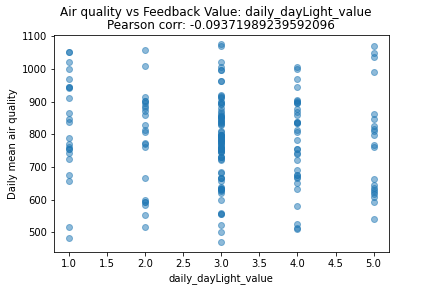 Air quality vs Feedback Value: daily_dayLight_value
Pearson corr: -0.09371989239592096
1100
1000
900
800
700
600
500
Daily mean air quality
1.0 1.5 2.0 2.5 3.0 3.5 4.0 4.5 5.0
daily_dayLight_value